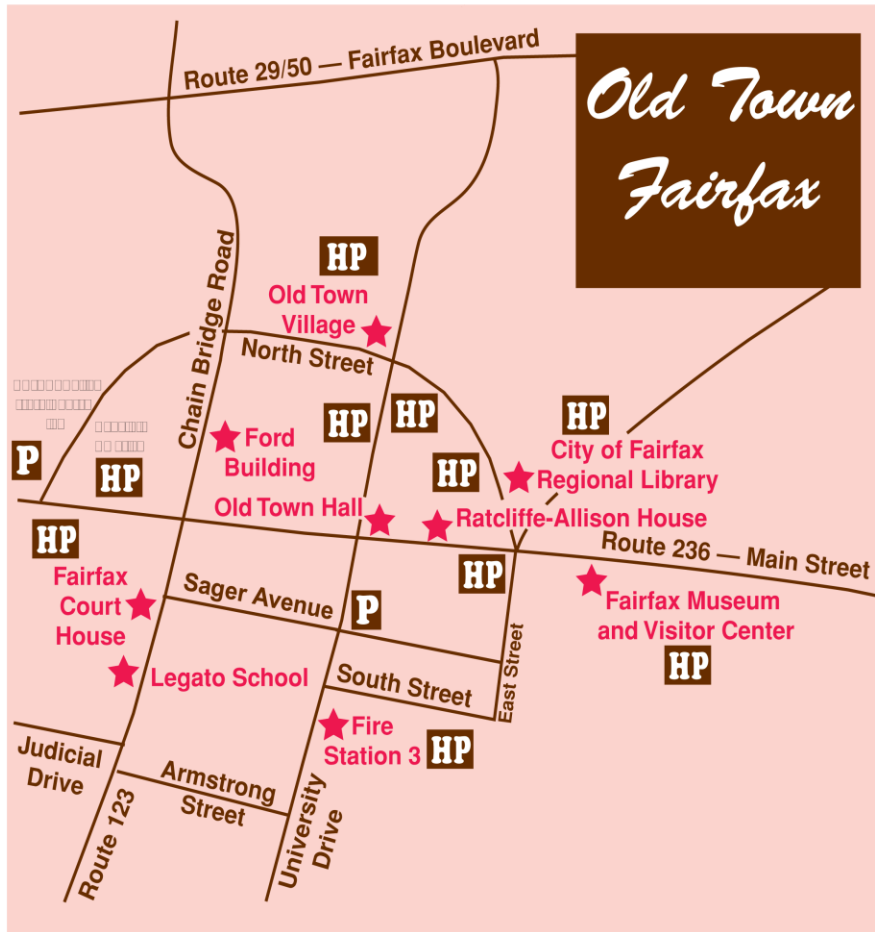 Route 29/50 — Fairfax Boulevard
Old Town
Fairfax
Chain Bridge Road
HP
Old Town
Village
North Street
HP
HP
HP
City of Fairfax
Regional Library
P
HP
Ford
Building
HP
Old Town Hall
Ratcliffe-Allison House
Route 236 — Main Street
HP
HP
Fairfax
Court
House
Sager Avenue
P
Fairfax Museum
and Visitor Center
HP
Legato School
South Street
East Street
Fire
Station 3
HP
Judicial
Drive
Armstrong
Street
Route 123
University
Drive